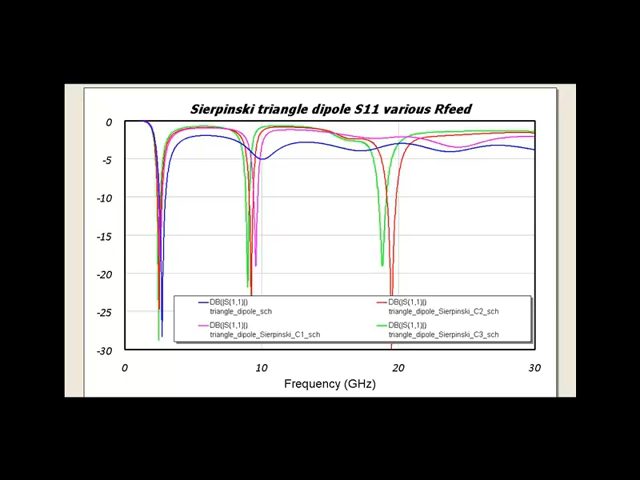 Sierpinski triangle dipole S11 various Rfeed
0
-5
-10
-15
-20
-25
-30
DB(|S(1,1)|)
triangle_dipole_sch
DB(|S(1,1)|)
triangle_dipole_Sierpinski_C2_sch
DB(|S(1,1)|)
triangle_dipole_Sierpinski_C1_sch
DB(|S(1,1)|)
triangle_dipole_Sierpinski_C3_sch
0 10 20 30
Frequency (GHz)